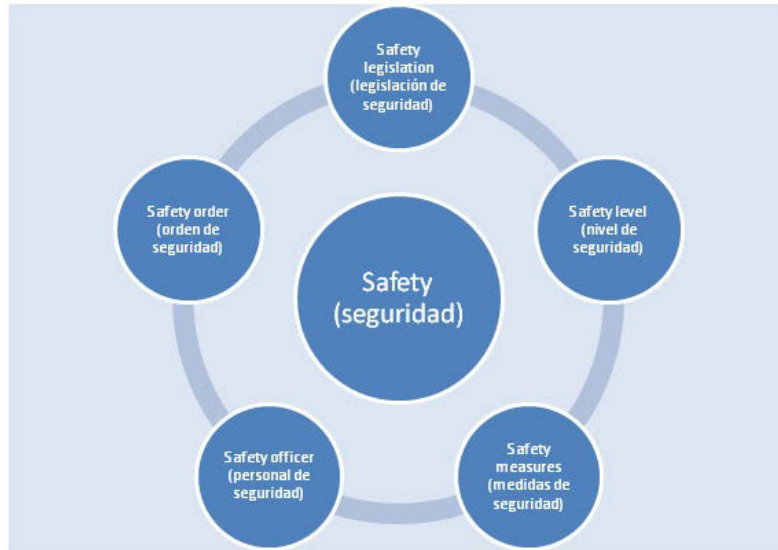 Safety
legislation
(legislación de
seguridad)
Safety order
(orden de
seguridad)
Safety level
(nivel de
seguridad)
Safety
(seguridad)
Safety officer
(personal de
seguridad)
Safety
measures
(medidas de
seguridad)